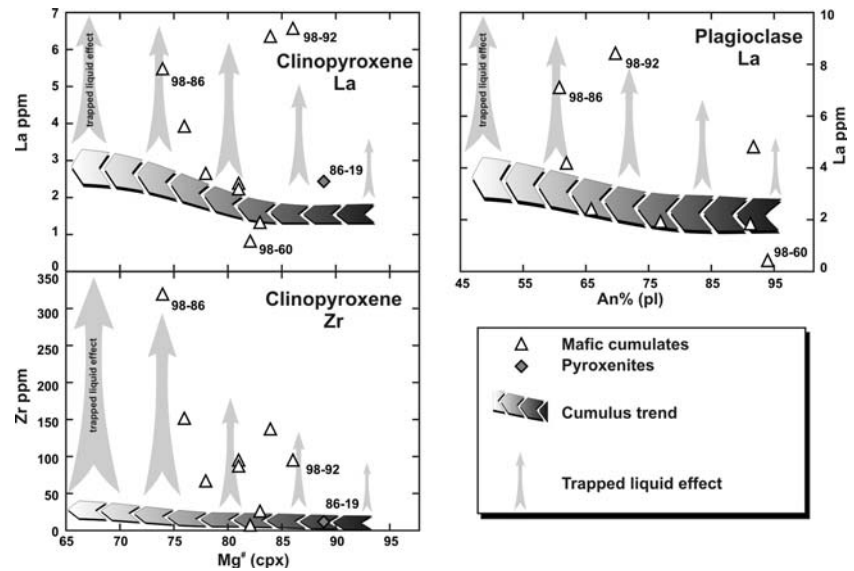 7
6
5
4
3
2
1
0
La ppm
trapped liquid effect
98-86
98-92
Clinopyroxene
La
86-19
98-60
350
300
250
200
150
100
50
0
Zr ppm
trapped liquid effect
98-86
Clinopyroxene
Zr
98-92
86-19
65 70 75 80 85 90 95
Mg# (cpx)
Plagioclase
La
trapped liquid effect
98-86
98-92
98-60
10
8
6
4
2
0
La ppm
45 55 65 75 85 95
An% (pl)
Mafic cumulates
Pyroxenites
Cumulus trend
Trapped liquid effect